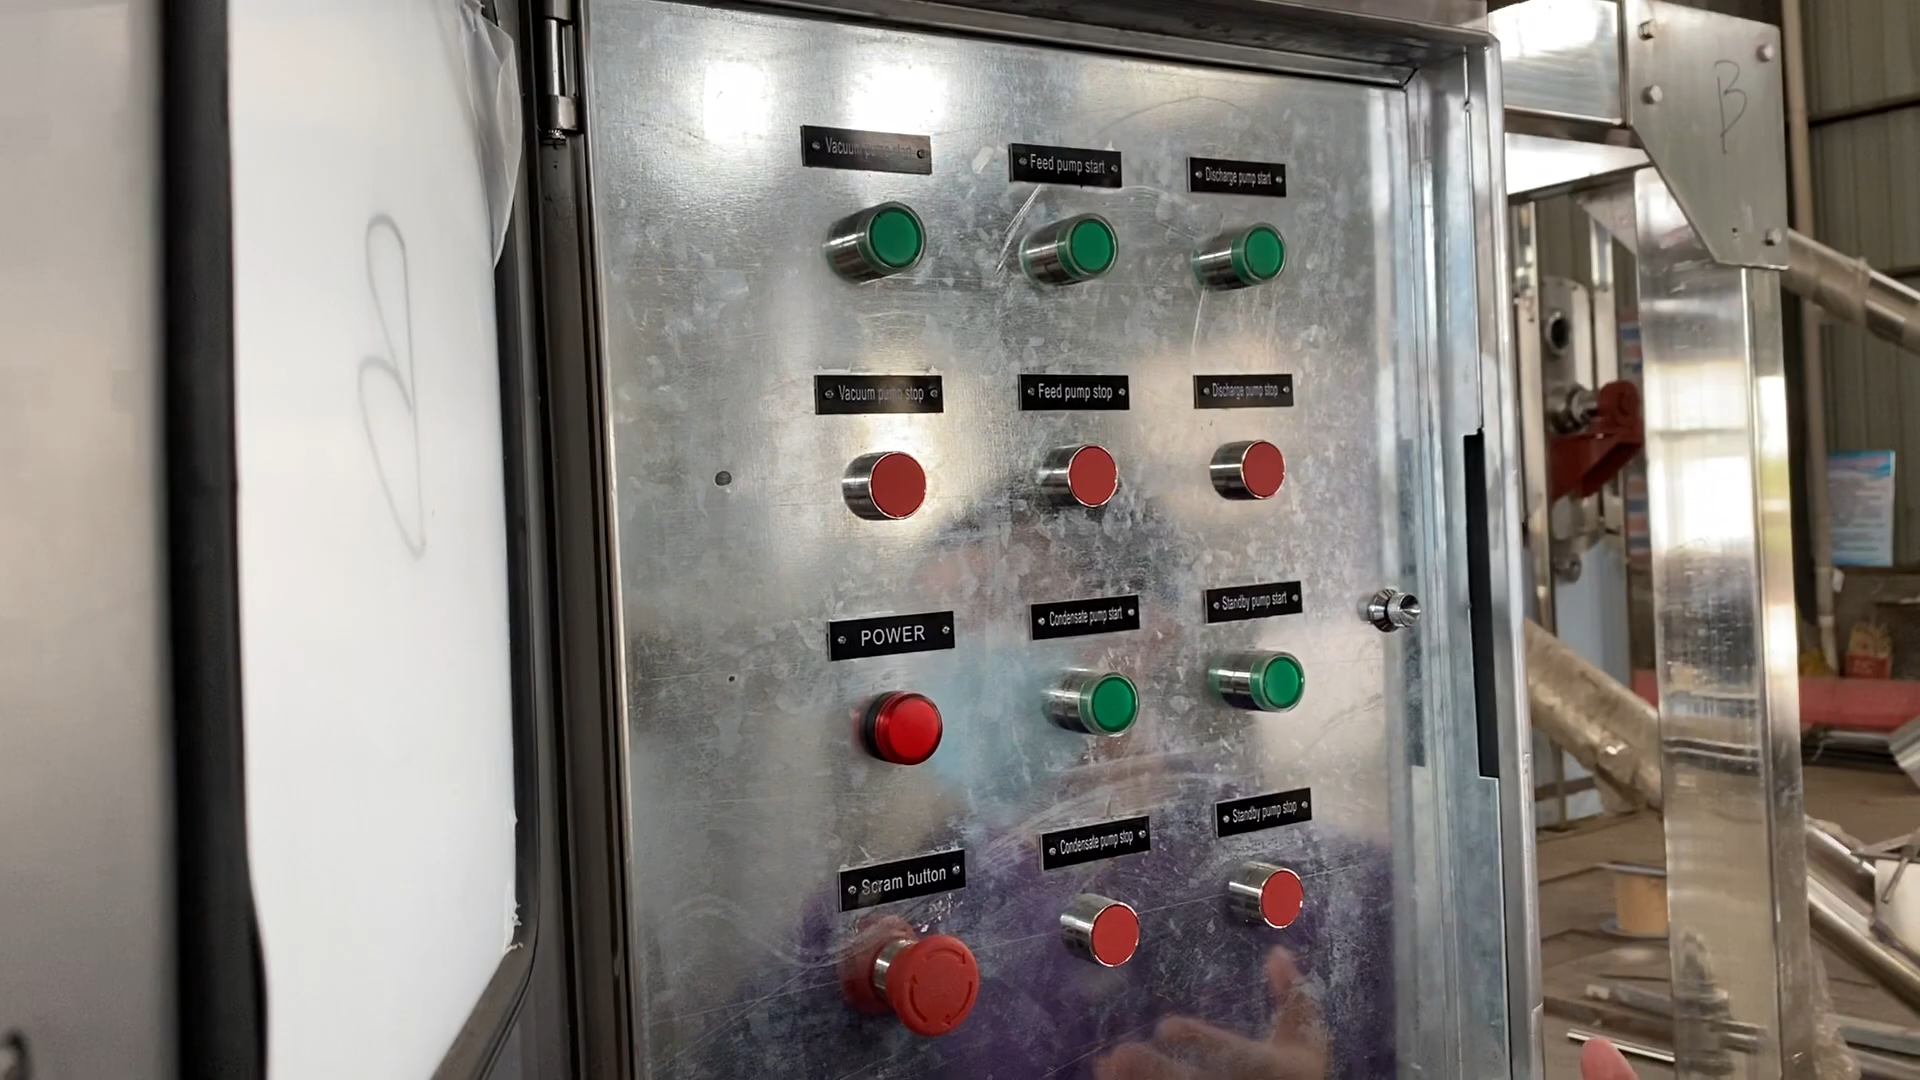 Vacuum pump start
Feed pump start
Discharge pump start
Vacuum pump stop
Feed pump stop
Discharge pump stop
POWER
Condensate pump start
Standby pump start
Scram button
Condensate pump stop
Standby pump stop
B